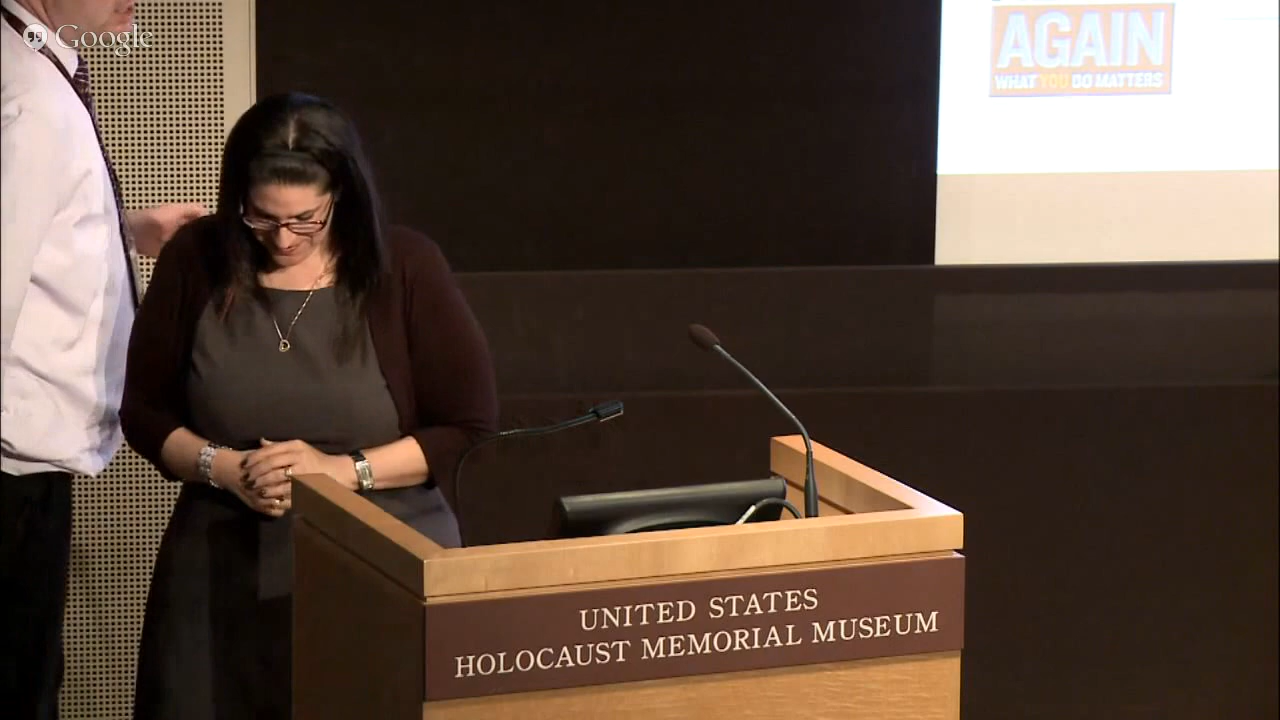 Google
AGAIN
WHAT YOU DO MATTERS
UNITED STATES
HOLOCAUST MEMORIAL MUSEUM